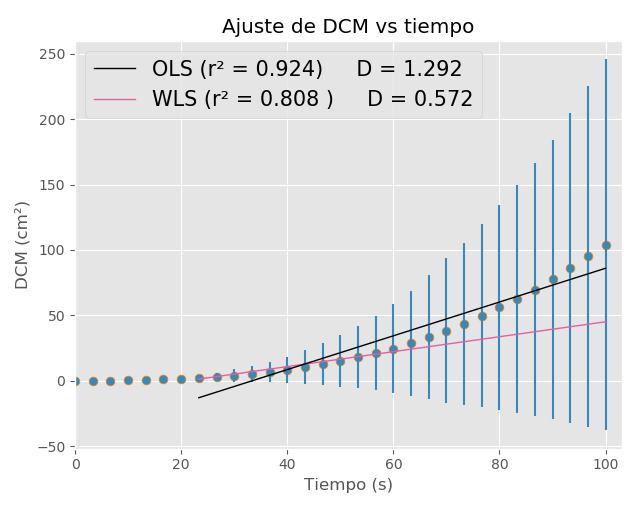 Ajuste de DCM vs tiempo
OLS (r² = 0.924) D = 1.292
WLS (r² = 0.808 ) D = 0.572
DCM (cm²)
250
200
150
100
50
0
−50
0 20 40 60 80 100
Tiempo (s)